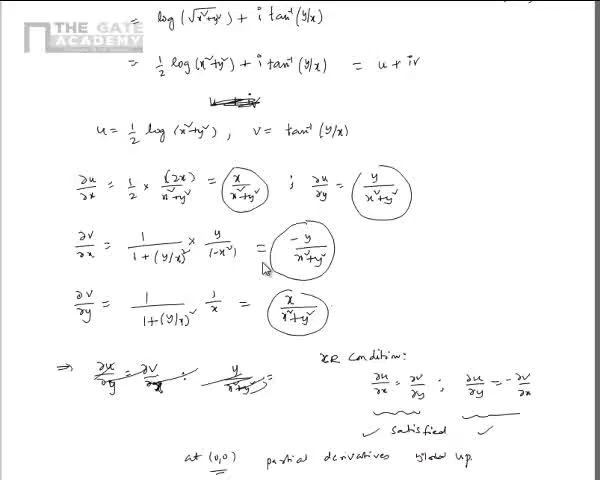 THE GATE
ACADEMY
= log (√x²+y²) + i tan⁻¹ (y/x)
= 1/2 log (x²+y²) + i tan⁻¹ (y/x) = u + iv
u = 1/2 log (x²+y²) , v = tan⁻¹ (y/x)
∂u/∂x = 1/2 × (2x)/(x²+y²) = x/(x²+y²) ; ∂u/∂y = y/(x²+y²)
∂v/∂x = 1/(1+(y/x)²) × y/(-x²) = -y/(x²+y²)
∂v/∂y = 1/(1+(y/x)²) 1/x = x/(x²+y²)
⇒ ∂u/∂y = ∂v/∂x : y/(x²+y²) =
CR condition:
∂u/∂x = ∂v/∂y ; ∂u/∂y = -∂v/∂x
✓ satisfied ✓
at (0,0) partial derivatives up.